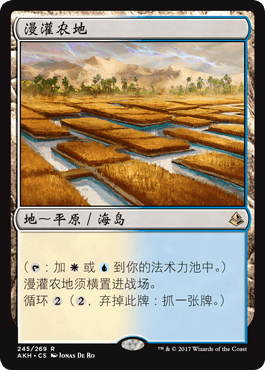 漫灌农地
地～平原／海岛
（：加或到你的法术力池中。）
漫灌农地须横置进战场。
循环2（2，弃掉此牌：抓一张牌。）
245/269 R
AKH • CS Jonas De Ro
™ & © 2017 Wizards of the Coast